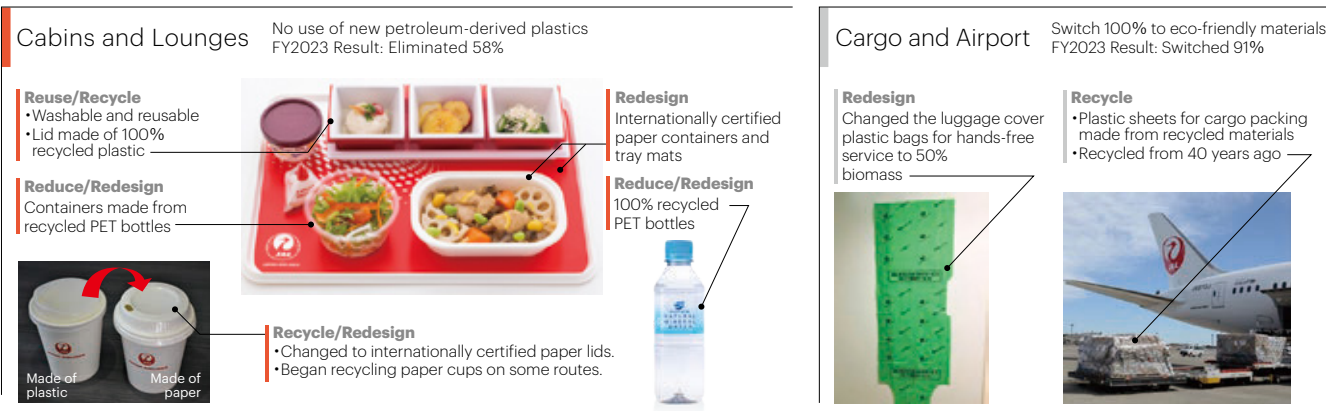 Cabins and Lounges
No use of new petroleum-derived plastics
FY2023 Result: Eliminated 58%
Reuse/Recycle
•Washable and reusable
•Lid made of 100%
recycled plastic
Reduce/Redesign
Containers made from
recycled PET bottles
Redesign
Internationally certified
paper containers and
tray mats
Reduce/Redesign
100% recycled
PET bottles
Made of
plastic
Made of
paper
Recycle/Redesign
•Changed to internationally certified paper lids.
•Began recycling paper cups on some routes.
NATURAL
MINERAL
WATER
Cargo and Airport
Switch 100% to eco-friendly materials
FY2023 Result: Switched 91%
Redesign
Changed the luggage cover
plastic bags for hands-free
service to 50%
biomass
Recycle
•Plastic sheets for cargo packing
made from recycled materials
•Recycled from 40 years ago